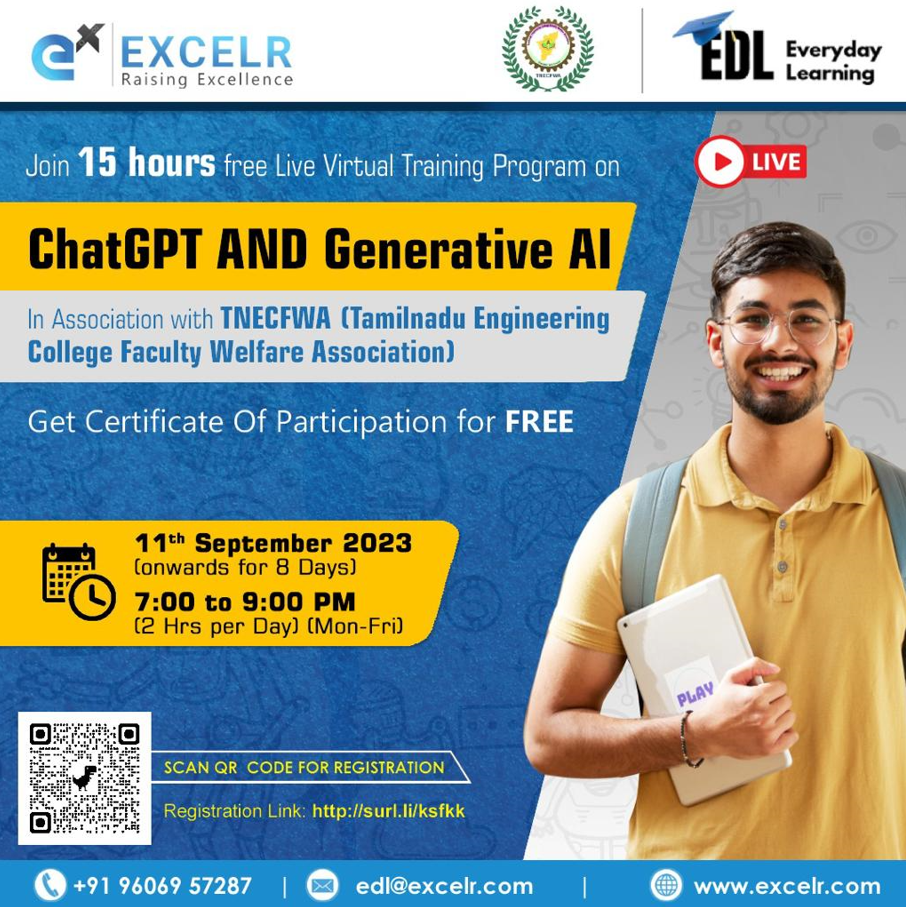 EXCELR
Raising Excellence
TNECFWA
EDL Everyday
Learning
Join 15 hours free Live Virtual Training Program on
LIVE
ChatGPT AND Generative AI
In Association with TNECFWA (Tamilnadu Engineering
College Faculty Welfare Association)
Get Certificate Of Participation for FREE
11th September 2023
(onwards for 8 Days)
7:00 to 9:00 PM
(2 Hrs per Day) (Mon-Fri)
PLAY
SCAN QR CODE FOR REGISTRATION
Registration Link: http://surl.li/ksfkk
+91 96069 57287 | edl@excelr.com | www.excelr.com